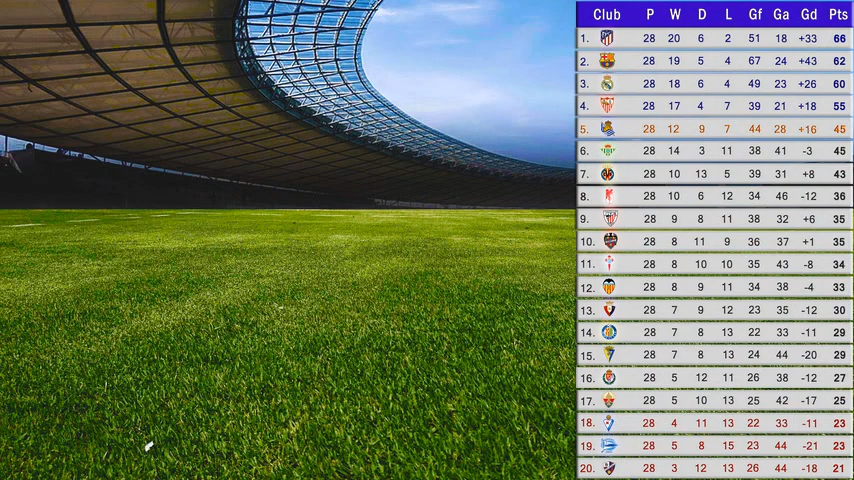 Club P W D L Gf Ga Gd Pts
1. 28 20 6 2 51 18 +33 66
2. 28 19 5 4 67 24 +43 62
3. 28 18 6 4 49 23 +26 60
4. 28 17 4 7 39 21 +18 55
5. 28 12 9 7 44 28 +16 45
6. 28 14 3 11 38 41 -3 45
7. 28 10 13 5 39 31 +8 43
8. 28 10 6 12 34 46 -12 36
9. 28 9 8 11 38 32 +6 35
10. 28 8 11 9 36 37 +1 35
11. 28 8 10 10 35 43 -8 34
12. 28 8 9 11 34 38 -4 33
13. 28 7 9 12 23 35 -12 30
14. 28 7 8 13 22 33 -11 29
15. 28 7 8 13 24 44 -20 29
16. 28 5 12 11 26 38 -12 27
17. 28 5 10 13 25 42 -17 25
18. 28 4 11 13 22 33 -11 23
19. 28 5 8 15 23 44 -21 23
20. 28 3 12 13 26 44 -18 21